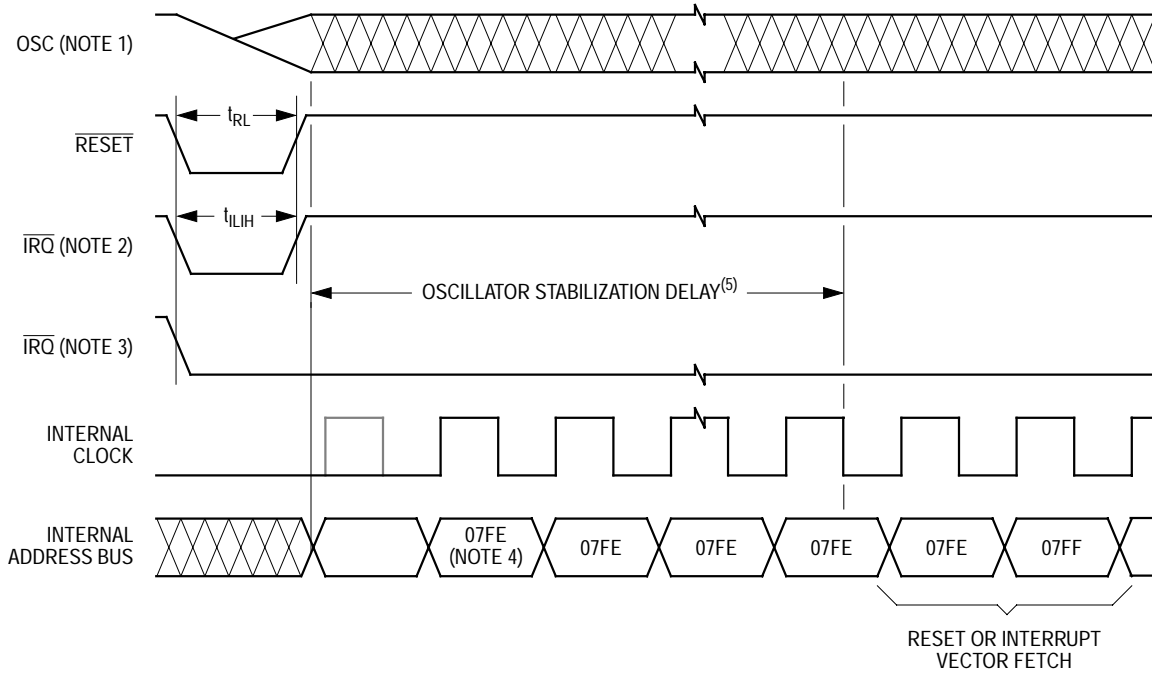 OSC (NOTE 1)
tRL
RESET
tILIH
IRQ (NOTE 2)
OSCILLATOR STABILIZATION DELAY(5)
IRQ (NOTE 3)
INTERNAL
CLOCK
INTERNAL
ADDRESS BUS
07FE
(NOTE 4)
07FE
07FE
07FE
07FE
07FF
RESET OR INTERRUPT
VECTOR FETCH